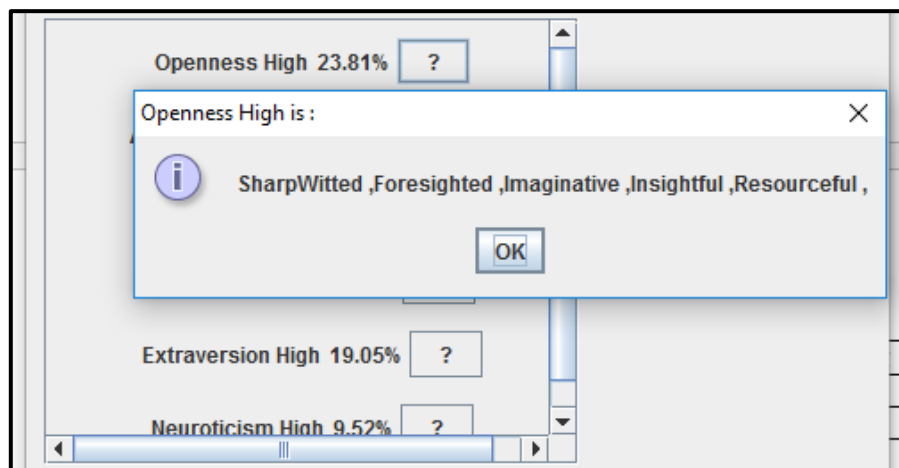 Openness High 23.81% ?
Openness High is :
SharpWitted ,Foresighted ,Imaginative ,Insightful ,Resourceful ,
OK
Extraversion High 19.05% ?
Neuroticism High 9.52% ?